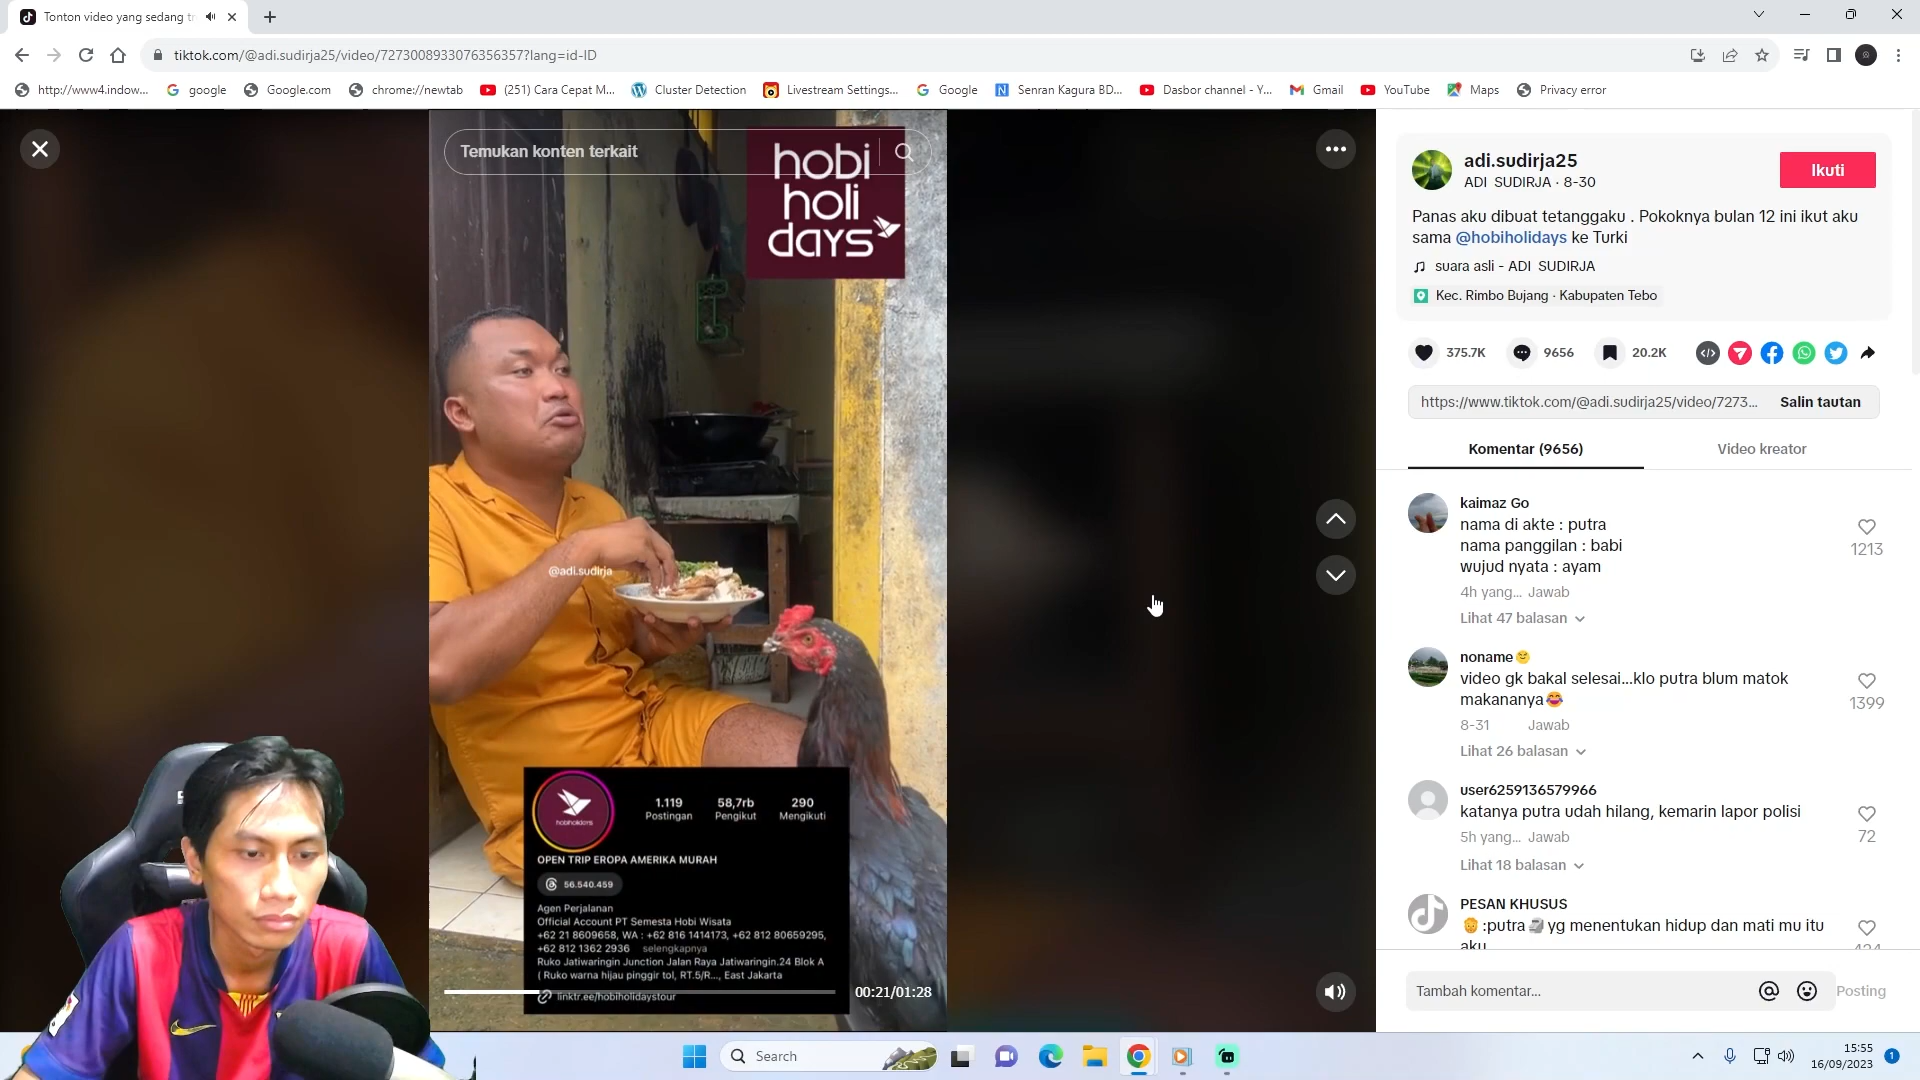 Tonton video yang sedang tr
tiktok.com/@adi.sudirja25/video/7273008933076356357?lang=id-ID
http://www4.indow...
google
Google.com
chrome://newtab
(251) Cara Cepat M...
Cluster Detection
Livestream Settings...
Google
Senran Kagura BD...
Dasbor channel - Y...
Gmail
YouTube
Maps
Privacy error
Temukan konten terkait
hobi
holi
days
@adi.sudirja
hobiholidays
1.119
58,7rb
290
Postingan
Pengikut
Mengikuti
OPEN TRIP EROPA AMERIKA MURAH
56.540.459
Agen Perjalanan
Official Account PT Semesta Hobi Wisata
+62 21 8609658, WA : +62 816 1414173, +62 812 80659295,
+62 812 1362 2936 selengkapnya
Ruko Jatiwaringin Junction Jalan Raya Jatiwaringin.24 Blok A
( Ruko warna hijau pinggir tol, RT.5/R..., East Jakarta
linktr.ee/hobiholidaystour
00:21/01:28
adi.sudirja25
ADI SUDIRJA · 8-30
Ikuti
Panas aku dibuat tetanggaku . Pokoknya bulan 12 ini ikut aku
sama @hobiholidays ke Turki
suara asli - ADI SUDIRJA
Kec. Rimbo Bujang · Kabupaten Tebo
375.7K
9656
20.2K
https://www.tiktok.com/@adi.sudirja25/video/7273...
Salin tautan
Komentar (9656)
Video kreator
kaimaz Go
nama di akte : putra
nama panggilan : babi
wujud nyata : ayam
1213
4h yang... Jawab
Lihat 47 balasan
noname🤗
video gk bakal selesai...klo putra blum matok
makananya😂
1399
8-31 Jawab
Lihat 26 balasan
user6259136579966
katanya putra udah hilang, kemarin lapor polisi
72
5h yang... Jawab
Lihat 18 balasan
PESAN KHUSUS
:putra yg menentukan hidup dan mati mu itu
aku
Tambah komentar...
Posting
Search
15:55
16/09/2023
1